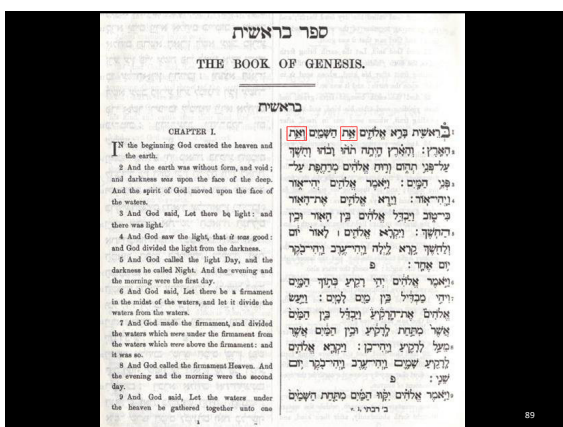 ספר בראשית
THE BOOK OF GENESIS.
בראשית
CHAPTER I.
IN the beginning God created the heaven and
the earth.
2 And the earth was without form, and void ;
and darkness was upon the face of the deep.
And the spirit of God moved upon the face of
the waters.
3 And God said, Let there be light : and
there was light.
4 And God saw the light, that it was good :
and God divided the light from the darkness.
5 And God called the light Day, and the
darkness he called Night. And the evening and
the morning were the first day.
6 And God said, Let there be a firmament
in the midst of the waters, and let it divide the
waters from the waters.
7 And God made the firmament, and divided
the waters which were under the firmament from
the waters which were above the firmament : and
it was so.
8 And God called the firmament Heaven. And
the evening and the morning were the second
day.
9 And God said, Let the waters under
the heaven be gathered together unto one
בְּרֵאשִׁית בָּרָא אֱלֹהִים אֵת הַשָּׁמַיִם וְאֵת
הָאָרֶץ: וְהָאָרֶץ הָיְתָה תֹהוּ וָבֹהוּ וְחֹשֶׁךְ
עַל־פְּנֵי תְהוֹם וְרוּחַ אֱלֹהִים מְרַחֶפֶת עַל־
פְּנֵי הַמָּיִם: וַיֹּאמֶר אֱלֹהִים יְהִי־אוֹר
וַיְהִי־אוֹר: וַיַּרְא אֱלֹהִים אֶת־הָאוֹר
כִּי־טוֹב וַיַּבְדֵּל אֱלֹהִים בֵּין הָאוֹר וּבֵין
הַחֹשֶׁךְ: וַיִּקְרָא אֱלֹהִים ׀ לָאוֹר יוֹם
וְלַחֹשֶׁךְ קָרָא לָיְלָה וַיְהִי־עֶרֶב וַיְהִי־בֹקֶר
יוֹם אֶחָד: פ
וַיֹּאמֶר אֱלֹהִים יְהִי רָקִיעַ בְּתוֹךְ הַמָּיִם
וִיהִי מַבְדִּיל בֵּין מַיִם לָמָיִם: וַיַּעַשׂ
אֱלֹהִים אֶת־הָרָקִיעַ וַיַּבְדֵּל בֵּין הַמַּיִם
אֲשֶׁר מִתַּחַת לָרָקִיעַ וּבֵין הַמַּיִם אֲשֶׁר
מֵעַל לָרָקִיעַ וַיְהִי־כֵן: וַיִּקְרָא אֱלֹהִים
לָרָקִיעַ שָׁמָיִם וַיְהִי־עֶרֶב וַיְהִי־בֹקֶר יוֹם
שֵׁנִי: פ
וַיֹּאמֶר אֱלֹהִים יִקָּווּ הַמַּיִם מִתַּחַת הַשָּׁמַיִם
ב' רבתי
89